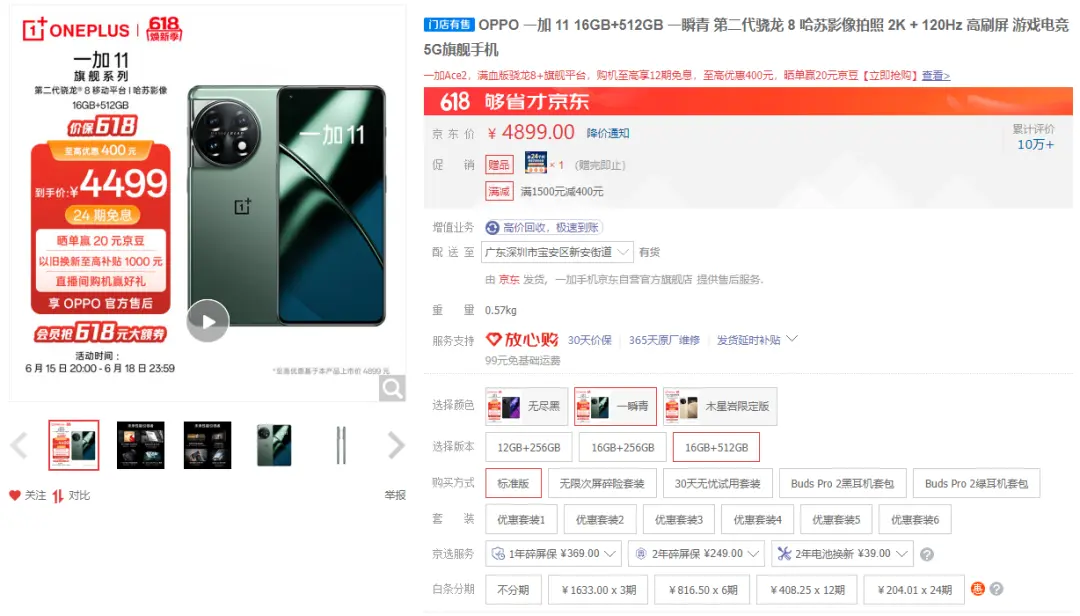 1+ ONEPLUS | 618 焕新季
一加 11
旗舰系列
第二代骁龙® 8 移动平台 | 哈苏影像
16GB+512GB
价保618
至高优惠 400 元
到手价:¥4499
24 期免息
晒单赢 20 元京豆
以旧换新至高补贴 1000 元
直播间购机赢好礼
享 OPPO 官方售后
会员抢618元大额券
活动时间：
6 月 15 日 20:00 - 6 月 18 日 23:59
一加 11
1+
*至高优惠基于本产品上市价 4899 元
关注 对比 举报
门店有售 OPPO 一加 11 16GB+512GB 一瞬青 第二代骁龙 8 哈苏影像拍照 2K + 120Hz 高刷屏 游戏电竞
5G旗舰手机
一加Ace2，满血版骁龙8+旗舰平台，购机至高享12期免息，至高优惠400元，晒单赢20元京豆【立即抢购】查看>
618 够省才京东
京东价 ¥ 4899.00 降价通知 累计评价
10万+
促销 赠品 × 1 （赠完即止）
满减 满1500元减400元
增值业务 高价回收，极速到账
配送至 广东深圳市宝安区新安街道 有货
由 京东 发货，一加手机京东自营官方旗舰店 提供售后服务.
重量 0.57kg
服务支持 放心购 30天价保 365天原厂维修 发货延时补贴
99元免基础运费
选择颜色 无尽黑 一瞬青 木星岩限定版
选择版本 12GB+256GB 16GB+256GB 16GB+512GB
购买方式 标准版 无限次屏碎险套装 30天无忧试用套装 Buds Pro 2黑耳机套包 Buds Pro 2绿耳机套包
套装 优惠套装1 优惠套装2 优惠套装3 优惠套装4 优惠套装5 优惠套装6
京选服务 1年碎屏保 ¥369.00 2年碎屏保 ¥249.00 2年电池换新 ¥39.00 ?
白条分期 不分期 ¥1633.00 x 3期 ¥816.50 x 6期 ¥408.25 x 12期 ¥204.01 x 24期 惠 ?